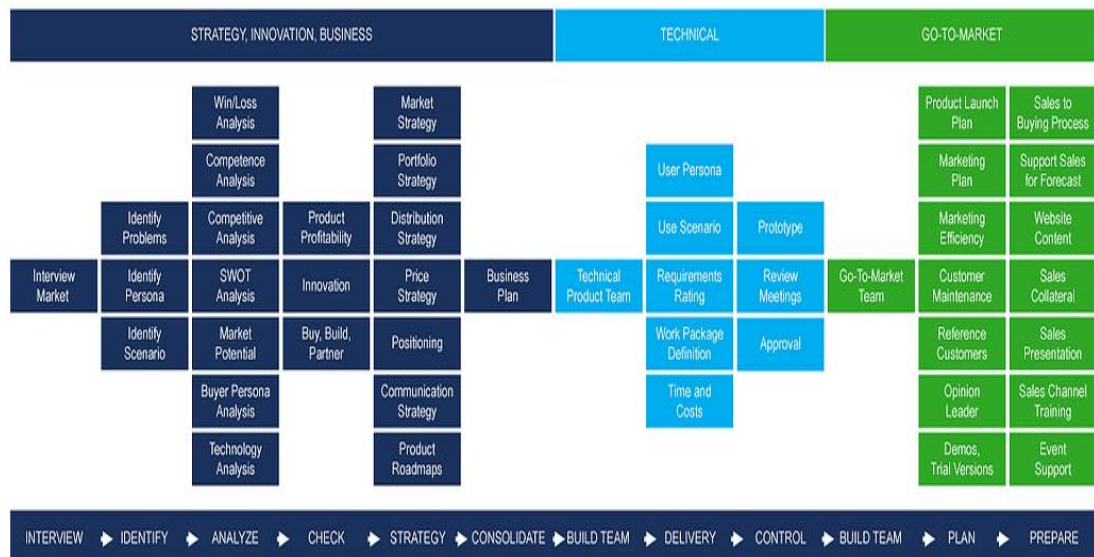 STRATEGY, INNOVATION, BUSINESS
TECHNICAL
GO-TO-MARKET
Interview
Market
Identify
Problems
Identify
Persona
Identify
Scenario
Win/Loss
Analysis
Competence
Analysis
Competitive
Analysis
SWOT
Analysis
Market
Potential
Buyer Persona
Analysis
Technology
Analysis
Product
Profitability
Innovation
Buy, Build,
Partner
Market
Strategy
Portfolio
Strategy
Distribution
Strategy
Price
Strategy
Positioning
Communication
Strategy
Product
Roadmaps
Business
Plan
Technical
Product Team
User Persona
Use Scenario
Requirements
Rating
Work Package
Definition
Time and
Costs
Prototype
Review
Meetings
Approval
Go-To-Market
Team
Product Launch
Plan
Marketing
Plan
Marketing
Efficiency
Customer
Maintenance
Reference
Customers
Opinion
Leader
Demos,
Trial Versions
Sales to
Buying Process
Support Sales
for Forecast
Website
Content
Sales
Collateral
Sales
Presentation
Sales Channel
Training
Event
Support
INTERVIEW
IDENTIFY
ANALYZE
CHECK
STRATEGY
CONSOLIDATE
BUILD TEAM
DELIVERY
CONTROL
BUILD TEAM
PLAN
PREPARE